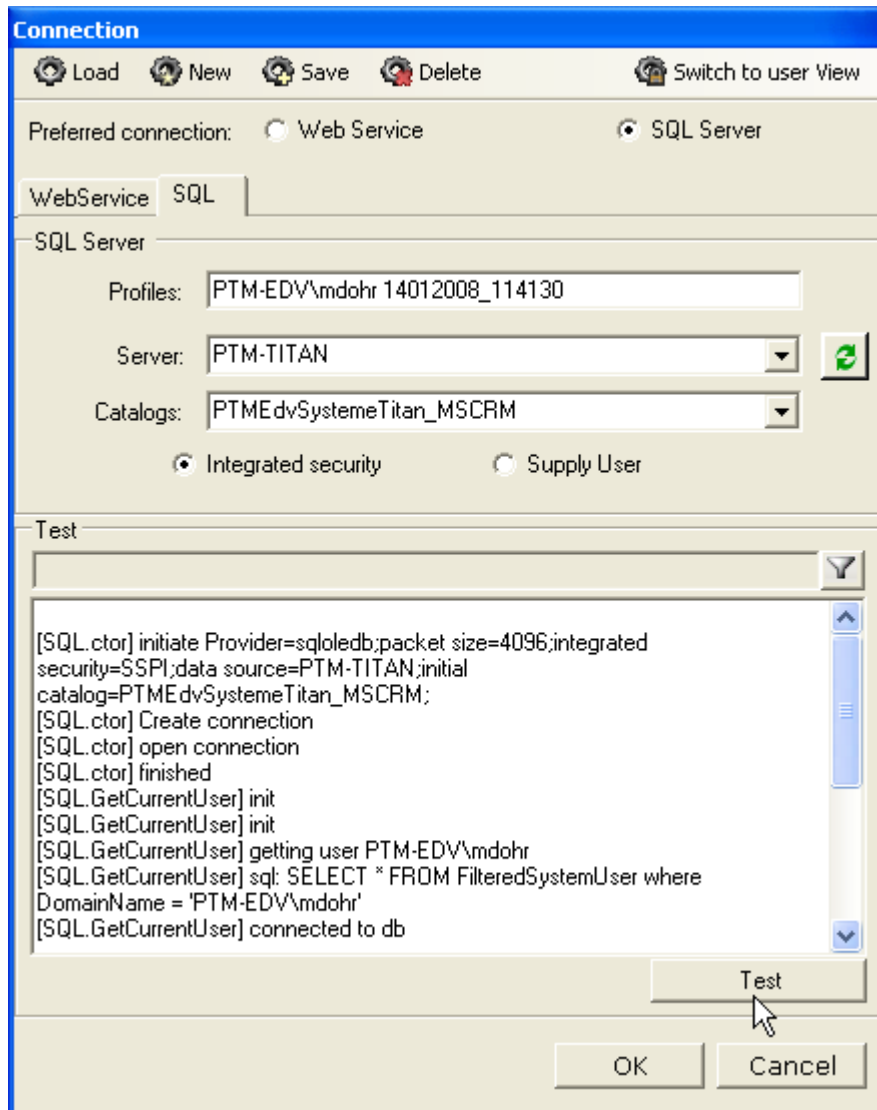 Connection
Load New Save Delete Switch to user View
Preferred connection: Web Service SQL Server
WebService SQL
SQL Server
Profiles: PTM-EDV\mdohr 14012008_114130
Server: PTM-TITAN
Catalogs: PTMEdvSystemeTitan_MSCRM
Integrated security Supply User
Test
[SQL.ctor] initiate Provider=sqloledb;packet size=4096;integrated
security=SSPI;data source=PTM-TITAN;initial
catalog=PTMEdvSystemeTitan_MSCRM;
[SQL.ctor] Create connection
[SQL.ctor] open connection
[SQL.ctor] finished
[SQL.GetCurrentUser] init
[SQL.GetCurrentUser] init
[SQL.GetCurrentUser] getting user PTM-EDV\mdohr
[SQL.GetCurrentUser] sql: SELECT * FROM FilteredSystemUser where
DomainName = 'PTM-EDV\mdohr'
[SQL.GetCurrentUser] connected to db
Test
OK Cancel